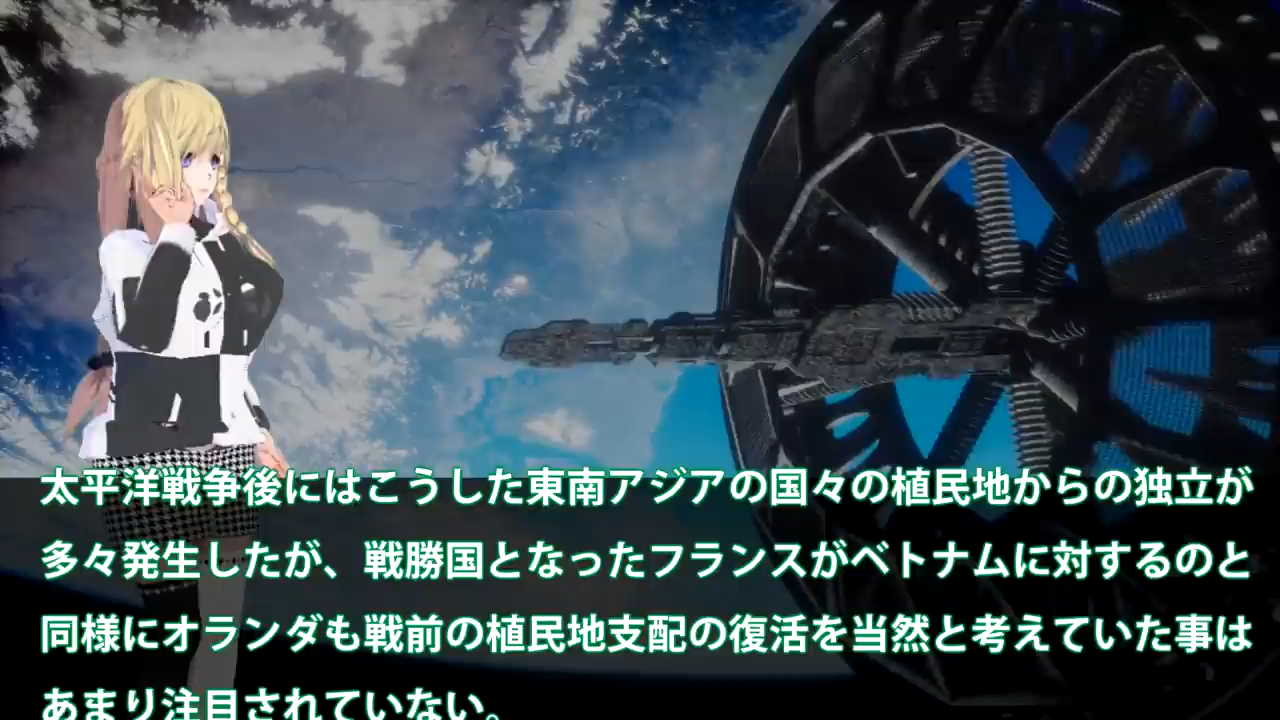 太平洋戦争後にはこうした東南アジアの国々の植民地からの独立が
多々発生したが、戦勝国となったフランスがベトナムに対するのと
同様にオランダも戦前の植民地支配の復活を当然と考えていた事は
あまり注目されていない。